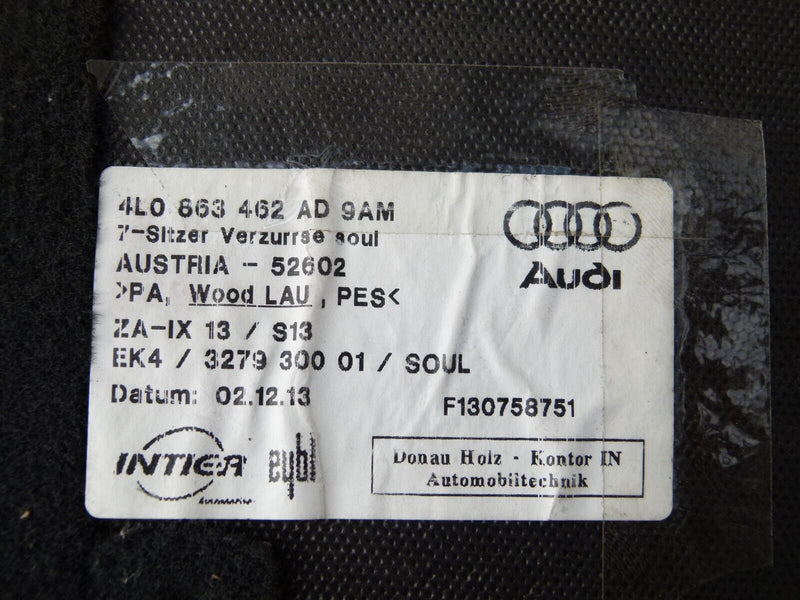 4L0 863 462 AD 9AM
7-Sitzer Verzurrse soul
AUSTRIA - 52602
>PA, Wood LAU, PES<
ZA-IX 13 / S13
EK4 / 3279 300 01 / SOUL
Datum: 02.12.13
F130758751
Audi
INTIER
Automotive
eybl
Donau Holz - Kontor IN
Automobiltechnik